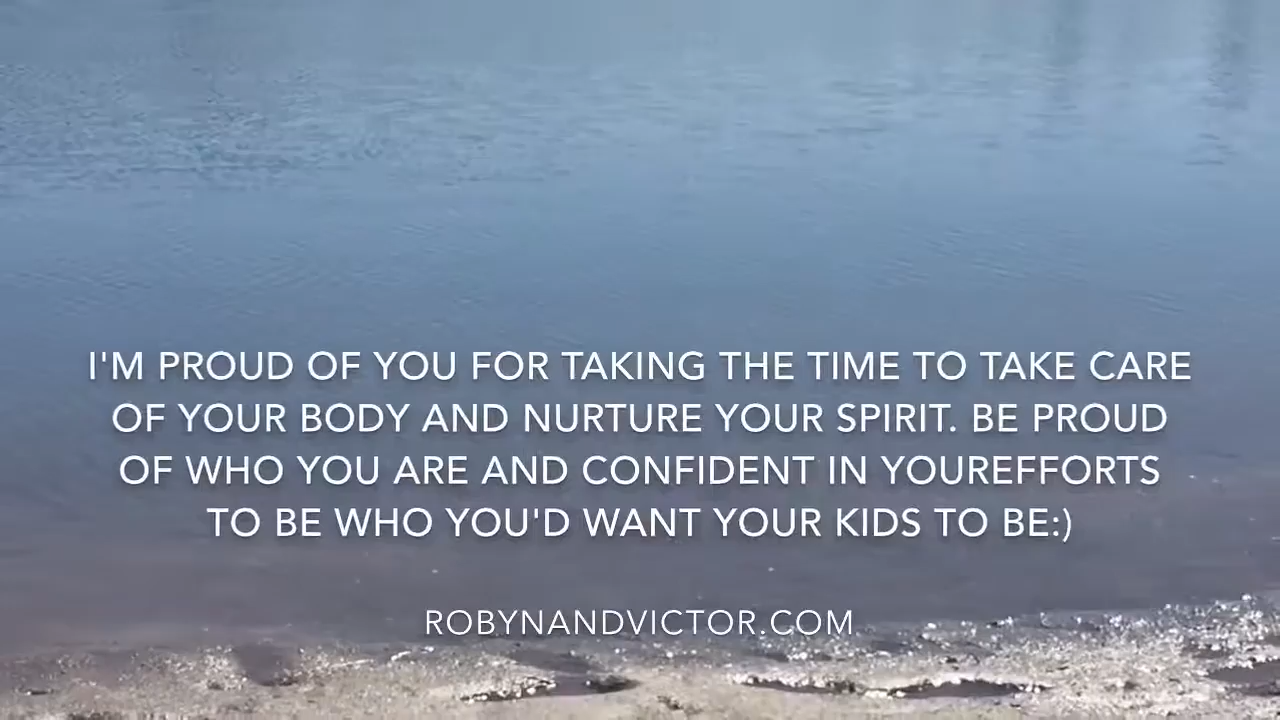 I'M PROUD OF YOU FOR TAKING THE TIME TO TAKE CARE
OF YOUR BODY AND NURTURE YOUR SPIRIT. BE PROUD
OF WHO YOU ARE AND CONFIDENT IN YOUREFFORTS
TO BE WHO YOU'D WANT YOUR KIDS TO BE:)
ROBYNANDVICTOR.COM